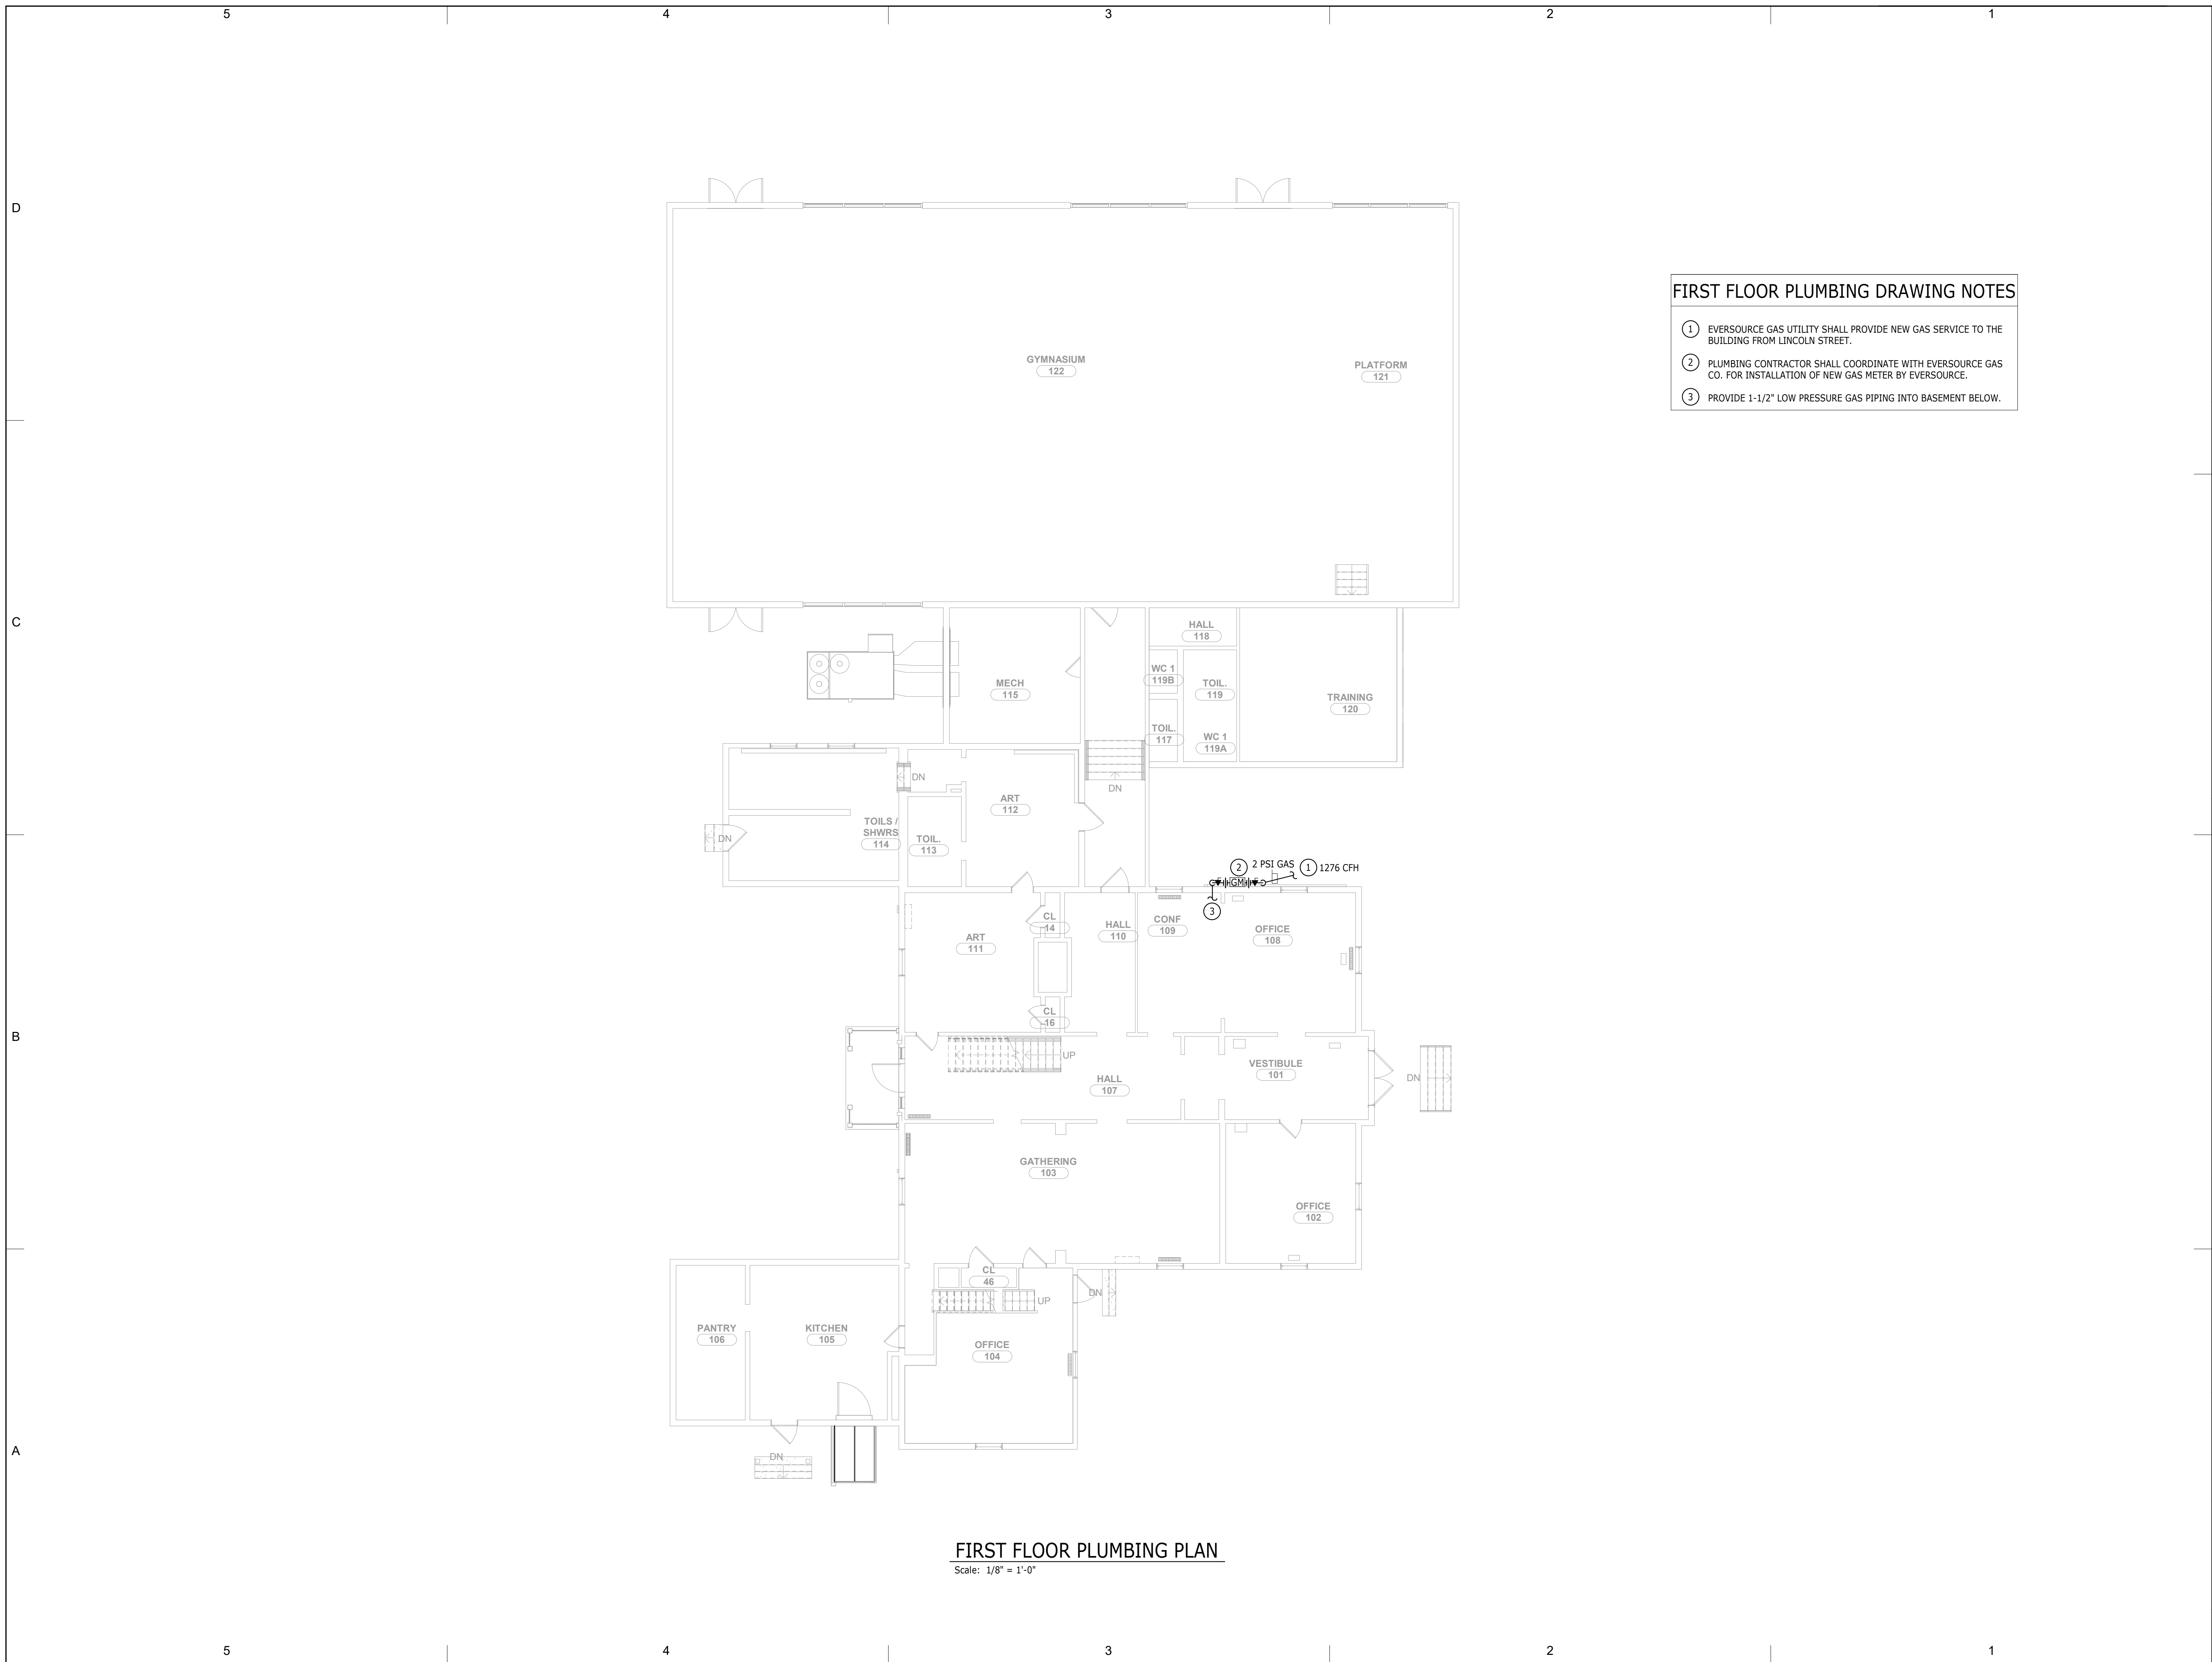 5 4 3 2 1
D
C
B
A
FIRST FLOOR PLUMBING DRAWING NOTES
1 EVERSOURCE GAS UTILITY SHALL PROVIDE NEW GAS SERVICE TO THE
BUILDING FROM LINCOLN STREET.
2 PLUMBING CONTRACTOR SHALL COORDINATE WITH EVERSOURCE GAS
CO. FOR INSTALLATION OF NEW GAS METER BY EVERSOURCE.
3 PROVIDE 1-1/2" LOW PRESSURE GAS PIPING INTO BASEMENT BELOW.
GYMNASIUM
122
PLATFORM
121
HALL
118
WC 1
119B
TOIL.
119
MECH
115
TRAINING
120
TOIL.
117
WC 1
119A
DN
DN
ART
112
TOILS /
SHWRS
114
DN
TOIL.
113
2 2 PSI GAS 1 1276 CFH
GM
3
CL
14
HALL
110
CONF
109
OFFICE
108
ART
111
CL
16
UP
VESTIBULE
101
HALL
107
DN
GATHERING
103
OFFICE
102
CL
46
UP
DN
PANTRY
106
KITCHEN
105
OFFICE
104
DN
FIRST FLOOR PLUMBING PLAN
Scale: 1/8" = 1'-0"
5 4 3 2 1